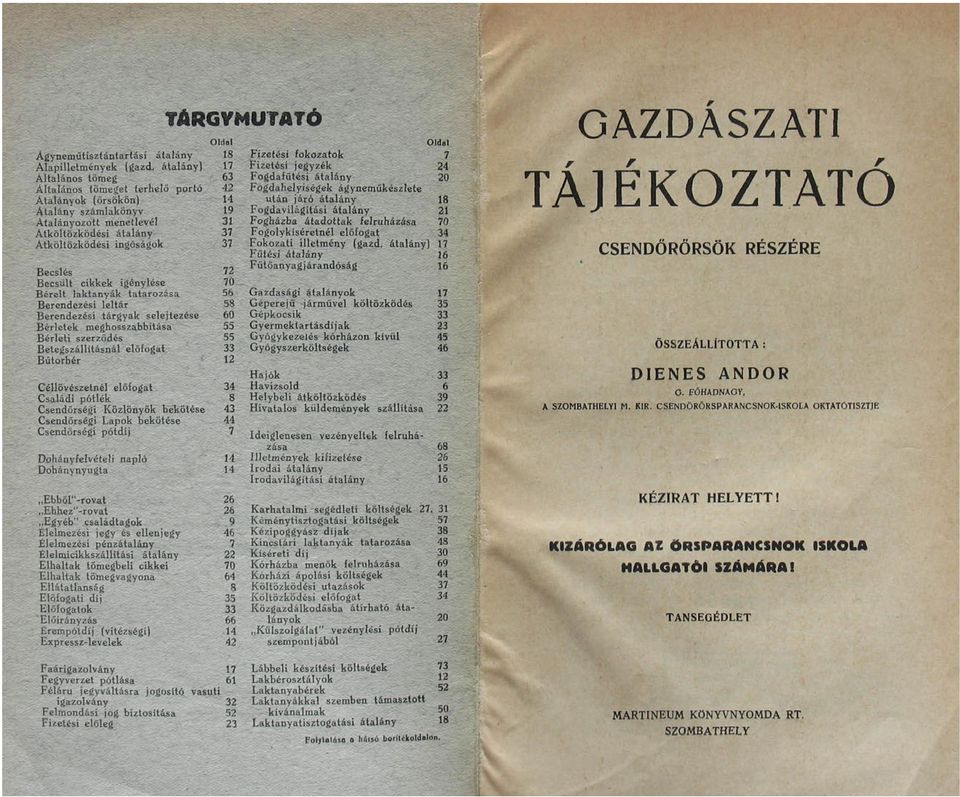 TÁRGYMUTATÓ
Oldal
Ágyneműtisztántartási átalány 18
Alapilletmények (gazd. átalány) 17
Általános tömeg 63
Általános tömeget terhelő portó 42
Átalányok (örsökön) 14
Átalány számlakönyv 19
Átalányozott menetlevél 31
Átköltözködési átalány 37
Átköltözködési ingóságok 37
Becslés 72
Becsült cikkek igénylése 70
Bérelt laktanyák tatarozása 56
Berendezési leltár 58
Berendezési tárgyak selejtezése 60
Bérletek meghosszabbítása 55
Bérleti szerződés 55
Betegszállításnál előfogat 33
Bútorbér 12
Céllövészetnél előfogat 34
Családi pótlék 8
Csendőrségi Közlönyök bekötése 43
Csendőrségi Lapok bekötése 44
Csendőrségi pótdíj 7
Dohányfelvételi napló 14
Dohánynyugta 14
„Ebből"-rovat 26
„Ehhez"-rovat 26
„Egyéb" családtagok 9
Élelmezési jegy és ellenjegy 46
Élelmezési pénzátalány 7
Élelmicikkszállítási átalány 22
Elhaltak tömegbeli cikkei 70
Elhaltak tömegvagyona 64
Ellátatlanság 8
Előfogati díj 35
Előfogatok 33
Előirányzás 66
Érempótdíj (vitézségi) 14
Expressz-levelek 42
Faárigazolvány 17
Fegyverzet pótlása 61
Féláru jegyváltásra jogosító vasuti
igazolvány 32
Felmondási jog biztosítása 52
Fizetési előleg 23
Oldal
Fizetési fokozatok 7
Fizetési jegyzék 24
Fogdafűtési átalány 20
Fogdahelyiségek ágyneműkészlete
után járó átalány 18
Fogdavilágítási átalány 21
Fogházba átadottak felruházása 70
Fogolykíséretnél előfogat 34
Fokozati illetmény (gazd. átalány) 17
Fűtési átalány 16
Fűtőanyagjárandóság 16
Gazdasági átalányok 17
Géperejű járművel költözködés 35
Gépkocsik 33
Gyermektartásdíjak 23
Gyógykezelés kórházon kívül 45
Gyógyszerköltségek 46
Hajók 33
Havizsold 6
Helybeli átköltözködés 39
Hivatalos küldemények szállítása 22
Ideiglenesen vezényeltek felruhá-
zása 68
Illetmények kifizetése 26
Irodai átalány 15
Irodavilágítási átalány 16
Karhatalmi segédleti költségek 27, 31
Kéménytisztogatási költségek 57
Kézipoggyász díjak 38
Kincstári laktanyák tatarozása 48
Kíséreti díj 30
Kórházba menők felruházása 69
Kórházi ápolási költségek 44
Költözködési utazások 37
Költözködési előfogat 34
Közgazdálkodásba átírható áta-
lányok 20
„Külszolgálat" vezénylési pótdíj
szempontjából 27
Lábbeli készítési költségek 73
Lakbérosztályok 12
Laktanyabérek 52
Laktanyákkal szemben támasztott
kívánalmak 50
Laktanyatisztogatási átalány 18
Folytatása a hátsó borítékoldalon.
GAZDÁSZATI
TÁJÉKOZTATÓ
CSENDŐRŐRSÖK RÉSZÉRE
ÖSSZEÁLLÍTOTTA :
DIENES ANDOR
G. FŐHADNAGY,
A SZOMBATHELYI M. KIR. CSENDŐRŐRSPARANCSNOK-ISKOLA OKTATÓTISZTJE
KÉZIRAT HELYETT!
KIZÁRÓLAG AZ ŐRSPARANCSNOK ISKOLA
HALLGATÓI SZÁMÁRA!
TANSEGÉDLET
MARTINEUM KÖNYVNYOMDA RT.
SZOMBATHELY